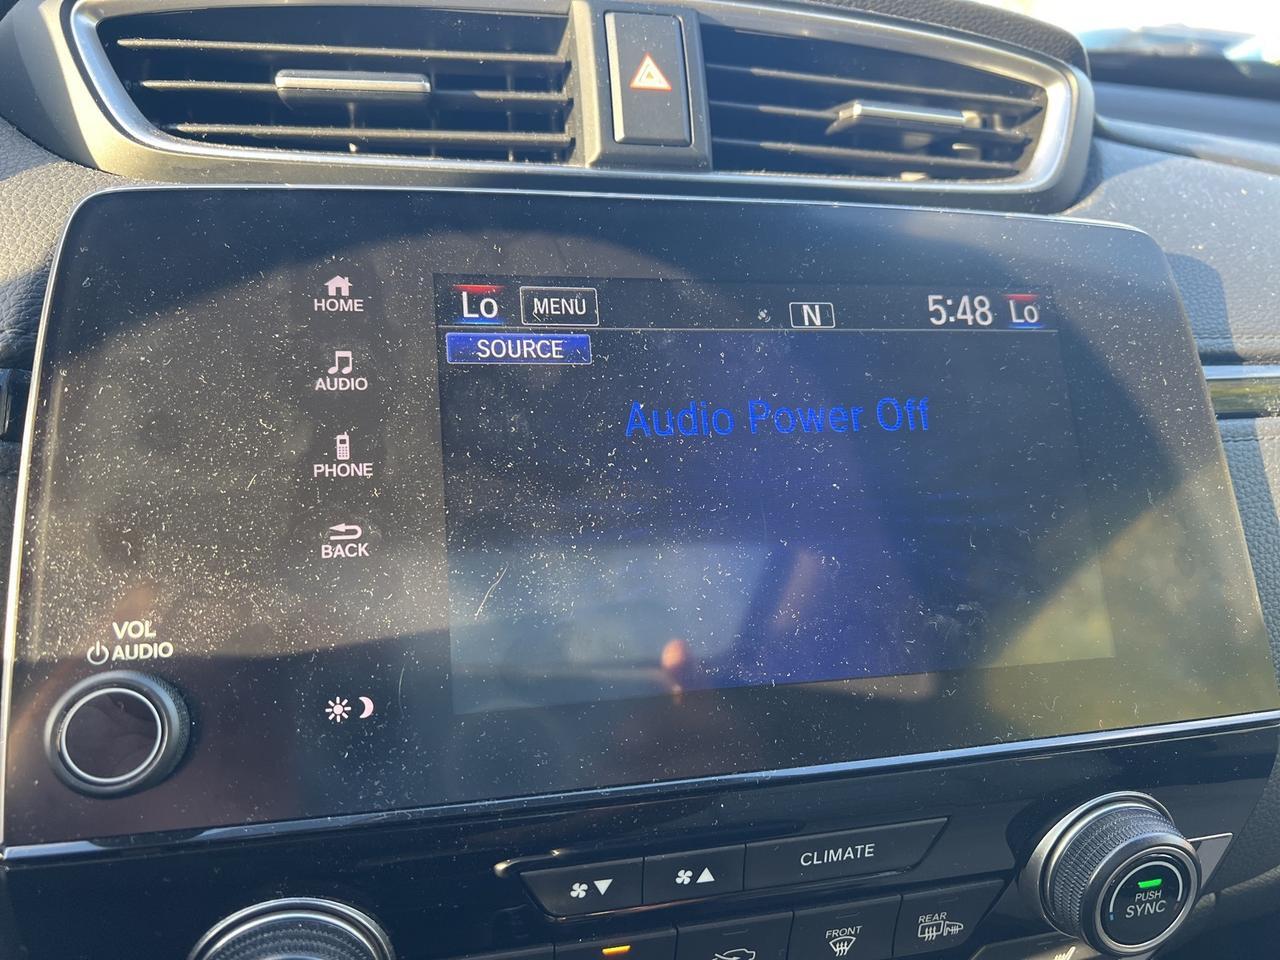 HOME
Lo MENU N 5:48 Lo
SOURCE
AUDIO
Audio Power Off
PHONE
BACK
VOL
AUDIO
CLIMATE
PUSH
SYNC
FRONT
REAR